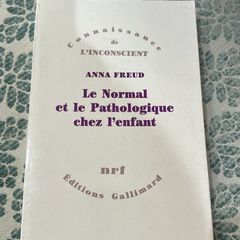 Connaissance
de
L'INCONSCIENT
ANNA FREUD
Le Normal
et le Pathologique
chez l'enfant
nrf
Éditions Gallimard